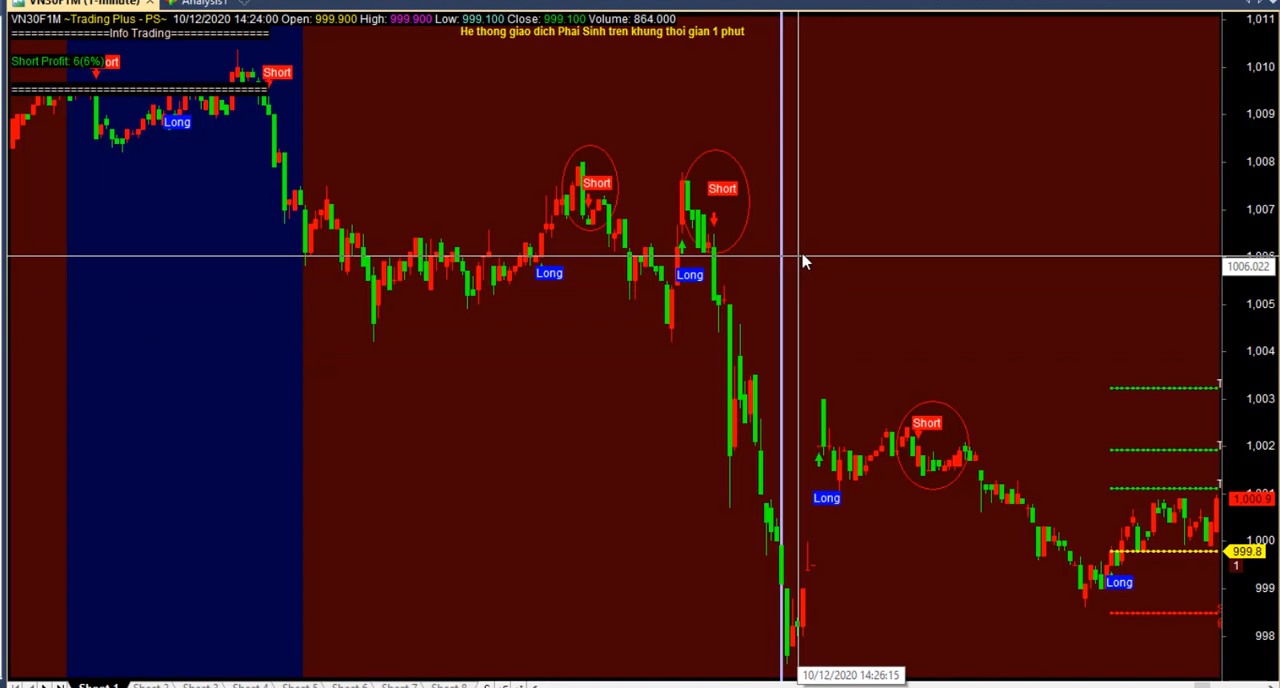 VN30F1M (1-minute) Analysis1
VN30F1M ~Trading Plus - PS~ 10/12/2020 14:24:00 Open: 999.900 High: 999.900 Low: 999.100 Close: 999.100 Volume: 864.000
==============Info Trading===============
He thong giao dich Phai Sinh tren khung thoi gian 1 phut
Short Profit: 6(6%)ort
Short
Long
Short
Short
Long
Long
Short
Long
Long
1,011
1,010
1,009
1,008
1,007
1006.022
1,005
1,004
1,003
1,002
1,000.9
1,000
999.8
1
999
998
10/12/2020 14:26:15
Sheet 1 Sheet 2 Sheet 3 Sheet 4 Sheet 5 Sheet 6 Sheet 7 Sheet 8